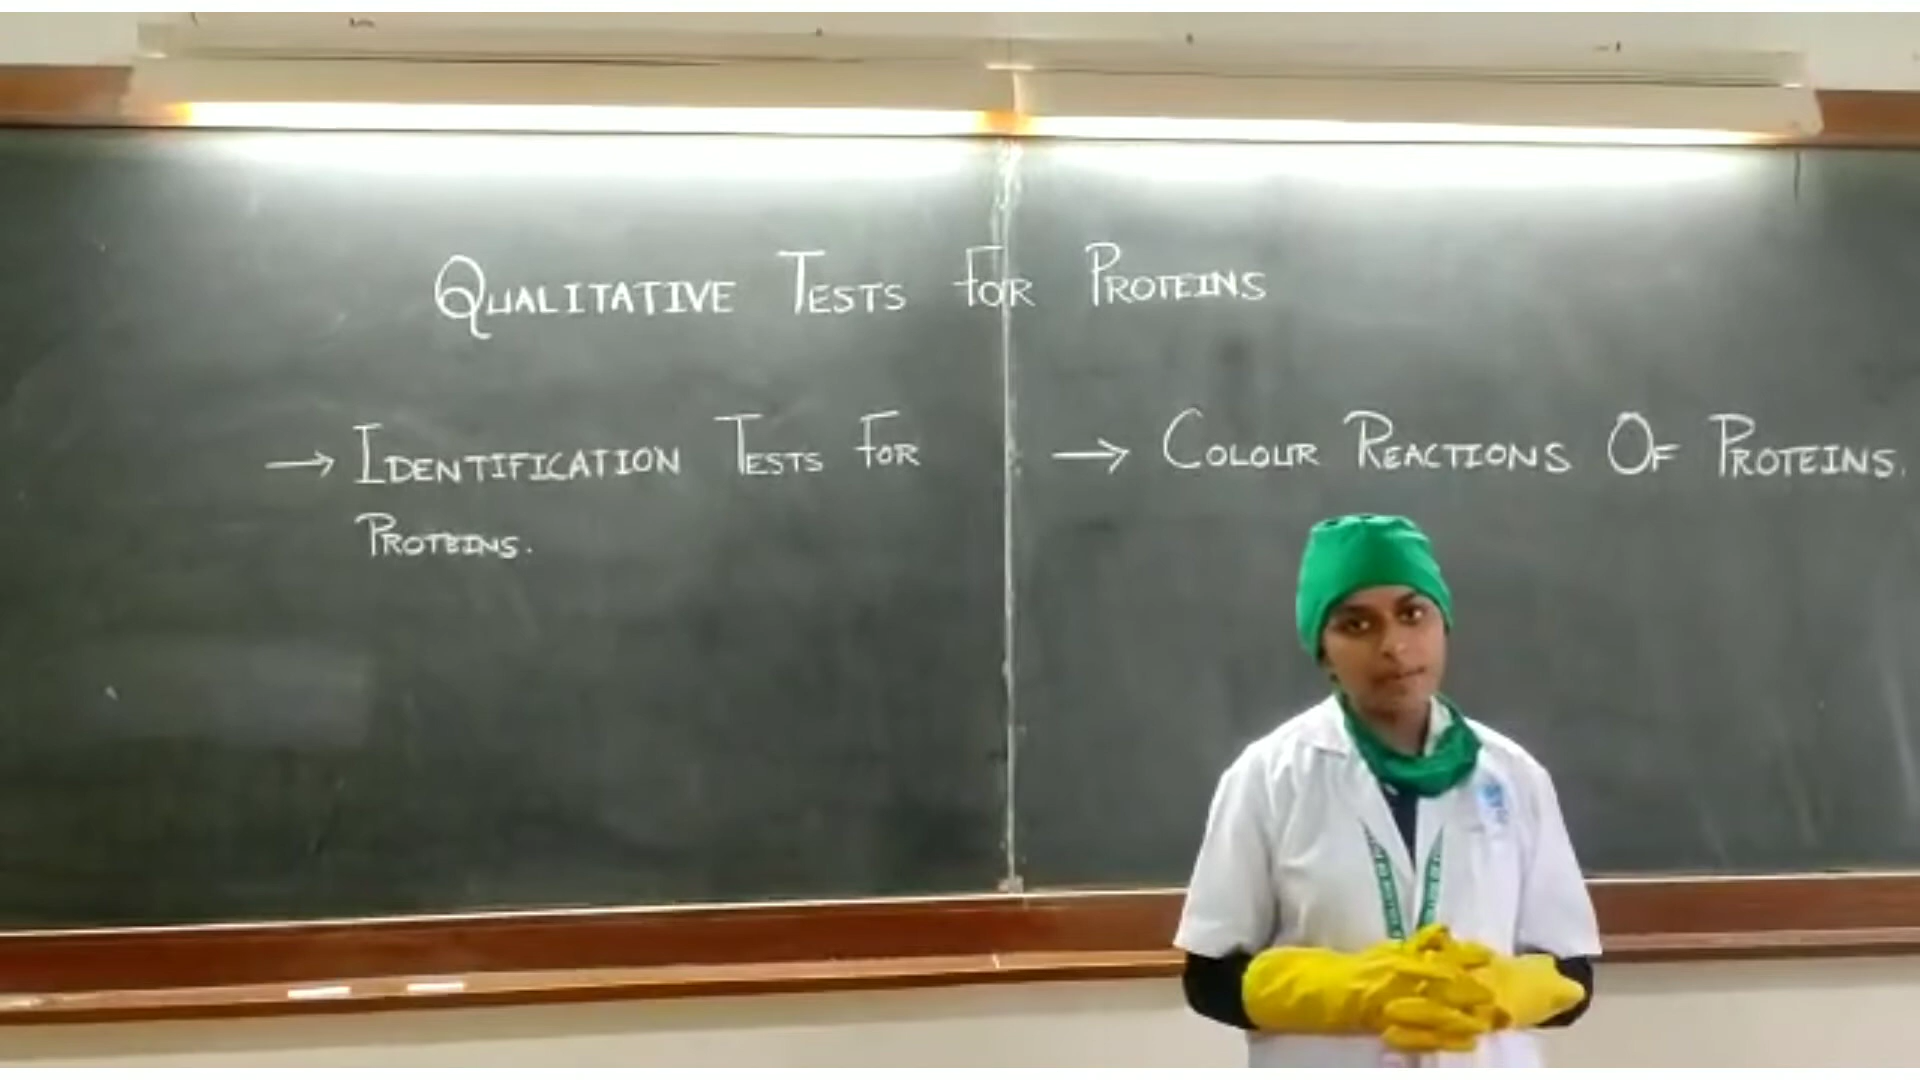 QUALITATIVE TESTS FOR PROTEINS
→ IDENTIFICATION TESTS FOR
PROTEINS.
→ COLOUR REACTIONS OF PROTEINS.